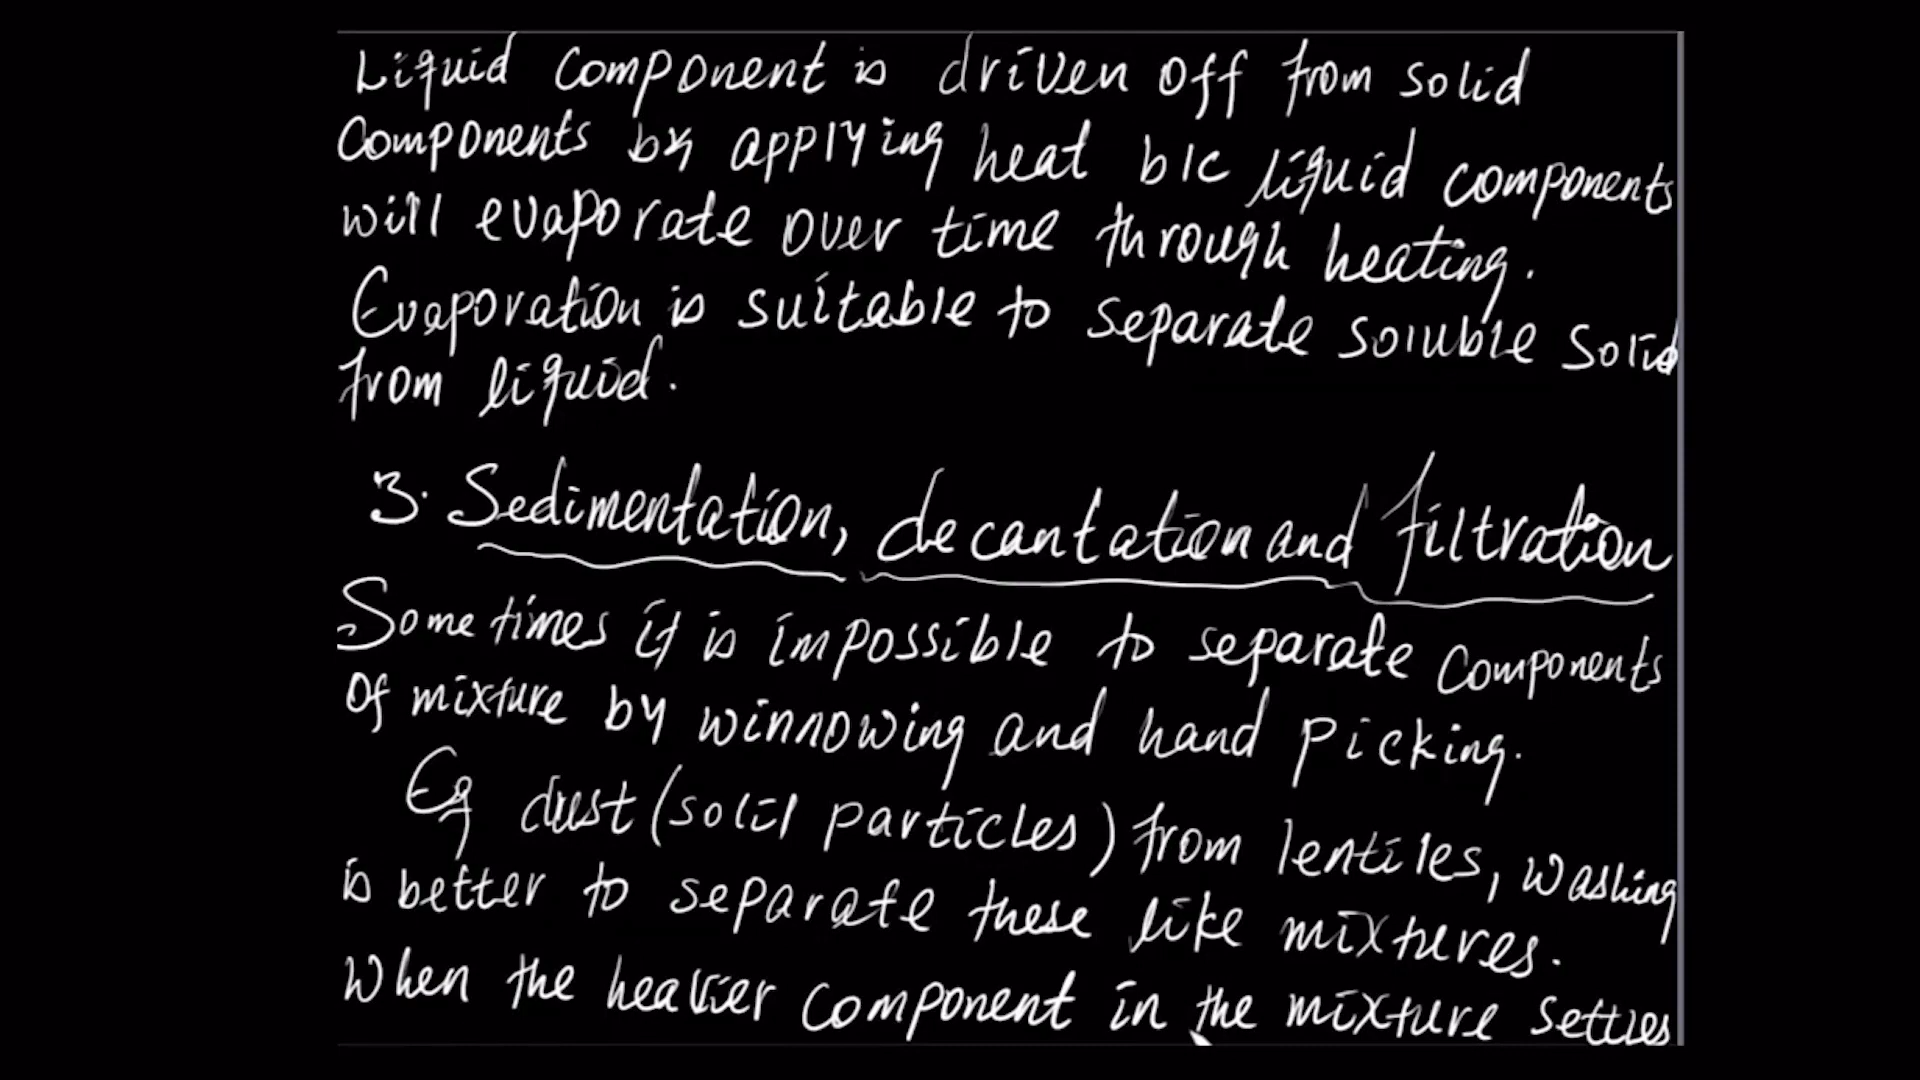 Liquid component is driven off from solid
components by applying heat b/c liquid components
will evaporate over time through heating.
Evaporation is suitable to separate soluble solid
from liquid.
3. Sedimentation, decantation and filtration
Sometimes it is impossible to separate components
of mixture by winnowing and hand picking.
Eg dust (solid particles) from lentiles, washing
is better to separate these like mixtures.
When the heavier component in the mixture settles